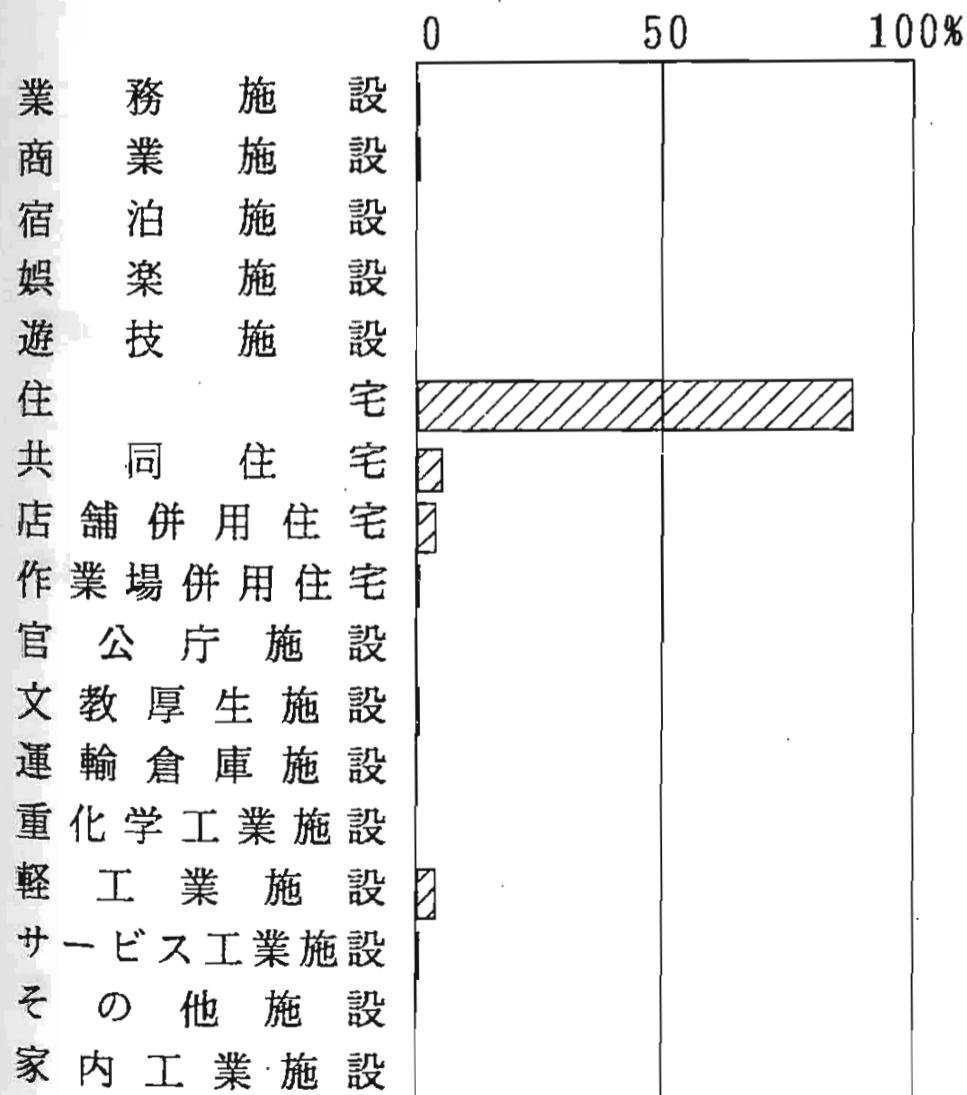 0 50 100%
業務施設
商業施設
宿泊施設
娯楽施設
遊技施設
住宅
共同住宅
店舗併用住宅
作業場併用住宅
官公庁施設
文教厚生施設
運輸倉庫施設
重化学工業施設
軽工業施設
サービス工業施設
その他施設
家内工業施設